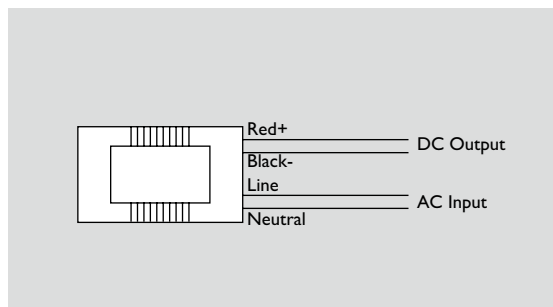 Red+
DC Output
Black-
Line
AC Input
Neutral